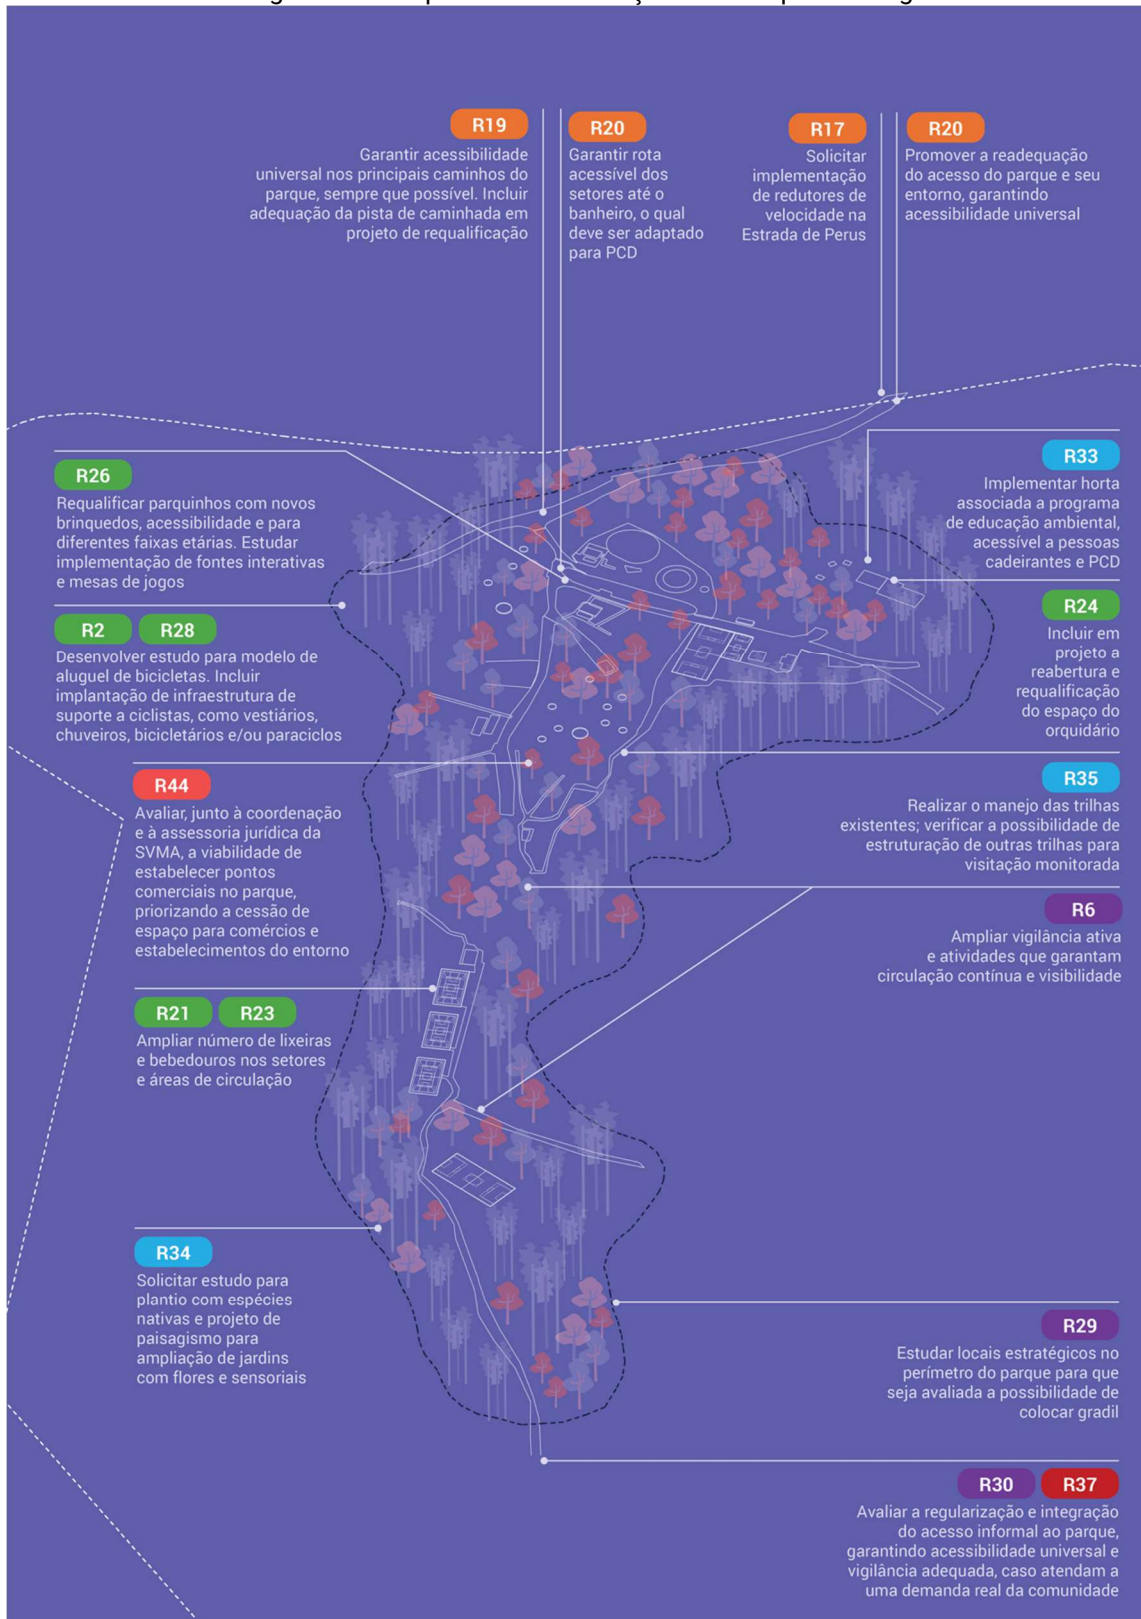 R19
Garantir acessibilidade
universal nos principais caminhos do
parque, sempre que possível. Incluir
adequação da pista de caminhada em
projeto de requalificação
R20
Garantir rota
acessível dos
setores até o
banheiro, o qual
deve ser adaptado
para PCD
R17
Solicitar
implementação
de redutores de
velocidade na
Estrada de Perus
R20
Promover a readequação
do acesso do parque e seu
entorno, garantindo
acessibilidade universal
R26
Requalificar parquinhos com novos
brinquedos, acessibilidade e para
diferentes faixas etárias. Estudar
implementação de fontes interativas
e mesas de jogos
R2 R28
Desenvolver estudo para modelo de
aluguel de bicicletas. Incluir
implantação de infraestrutura de
suporte a ciclistas, como vestiários,
chuveiros, bicicletários e/ou paraciclos
R44
Avaliar, junto à coordenação
e à assessoria jurídica da
SVMA, a viabilidade de
estabelecer pontos
comerciais no parque,
priorizando a cessão de
espaço para comércios e
estabelecimentos do entorno
R21 R23
Ampliar número de lixeiras
e bebedouros nos setores
e áreas de circulação
R34
Solicitar estudo para
plantio com espécies
nativas e projeto de
paisagismo para
ampliação de jardins
com flores e sensoriais
R33
Implementar horta
associada a programa
de educação ambiental,
acessível a pessoas
cadeirantes e PCD
R24
Incluir em
projeto a
reabertura e
requalificação
do espaço do
orquidário
R35
Realizar o manejo das trilhas
existentes; verificar a possibilidade de
estruturação de outras trilhas para
visitação monitorada
R6
Ampliar vigilância ativa
e atividades que garantam
circulação contínua e visibilidade
R29
Estudar locais estratégicos no
perímetro do parque para que
seja avaliada a possibilidade de
colocar gradil
R30 R37
Avaliar a regularização e integração
do acesso informal ao parque,
garantindo acessibilidade universal e
vigilância adequada, caso atendam a
uma demanda real da comunidade